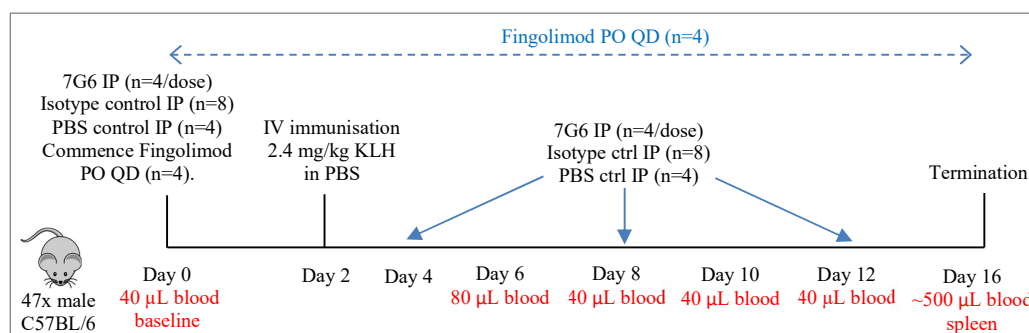 Fingolimod PO QD (n=4)
7G6 IP (n=4/dose)
Isotype control IP (n=8)
PBS control IP (n=4)
Commence Fingolimod
PO QD (n=4).
IV immunisation
2.4 mg/kg KLH
in PBS
7G6 IP (n=4/dose)
Isotype ctrl IP (n=8)
PBS ctrl IP (n=4)
Termination
47x male
C57BL/6
Day 0
40 µL blood
baseline
Day 2
Day 4
Day 6
80 µL blood
Day 8
40 µL blood
Day 10
40 µL blood
Day 12
40 µL blood
Day 16
~500 µL blood
spleen